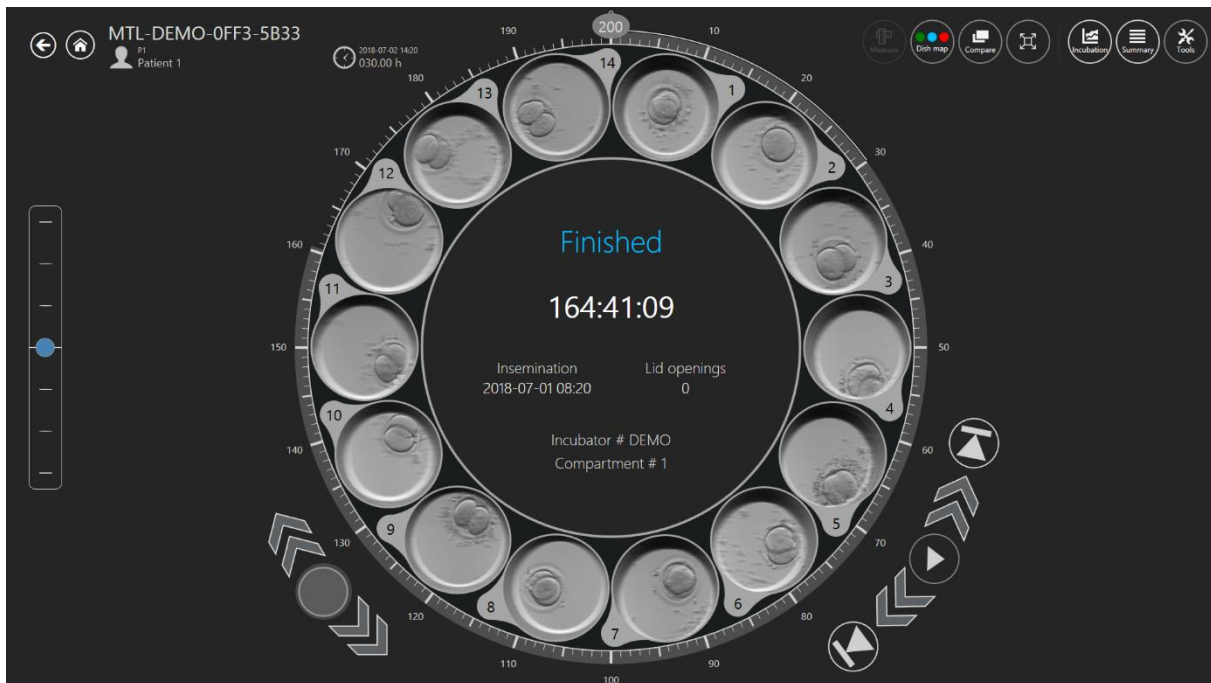 MTL-DEMO-0FF3-5B33
P1
Patient 1
2018-07-02 14:20
030.00 h
Measure
Dish map
Compare
Incubation
Summary
Tools
200
10
20
30
40
50
60
70
80
90
100
110
120
130
140
150
160
170
180
190
1
2
3
4
5
6
7
8
9
10
11
12
13
14
Finished
164:41:09
Insemination
2018-07-01 08:20
Lid openings
0
Incubator # DEMO
Compartment # 1